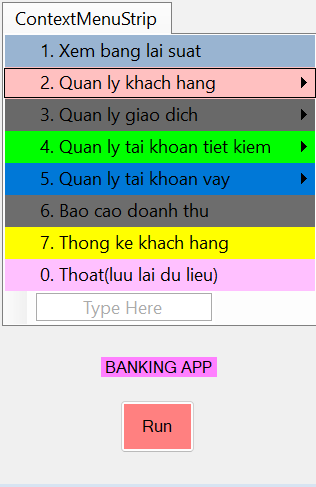 ContextMenuStrip
1. Xem bang lai suat
2. Quan ly khach hang
3. Quan ly giao dich
4. Quan ly tai khoan tiet kiem
5. Quan ly tai khoan vay
6. Bao cao doanh thu
7. Thong ke khach hang
0. Thoat(luu lai du lieu)
Type Here
BANKING APP
Run